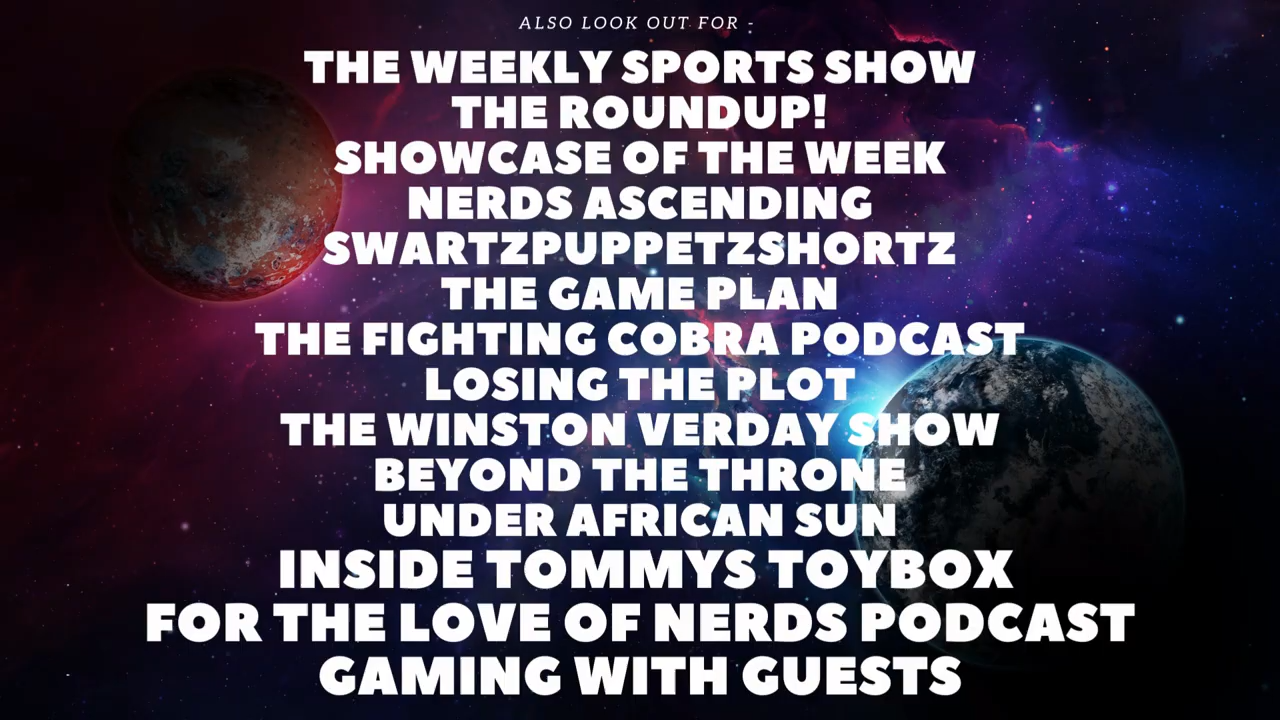 ALSO LOOK OUT FOR -
THE WEEKLY SPORTS SHOW
THE ROUNDUP!
SHOWCASE OF THE WEEK
NERDS ASCENDING
SWARTZPUPPETZSHORTZ
THE GAME PLAN
THE FIGHTING COBRA PODCAST
LOSING THE PLOT
THE WINSTON VERDAY SHOW
BEYOND THE THRONE
UNDER AFRICAN SUN
INSIDE TOMMYS TOYBOX
FOR THE LOVE OF NERDS PODCAST
GAMING WITH GUESTS